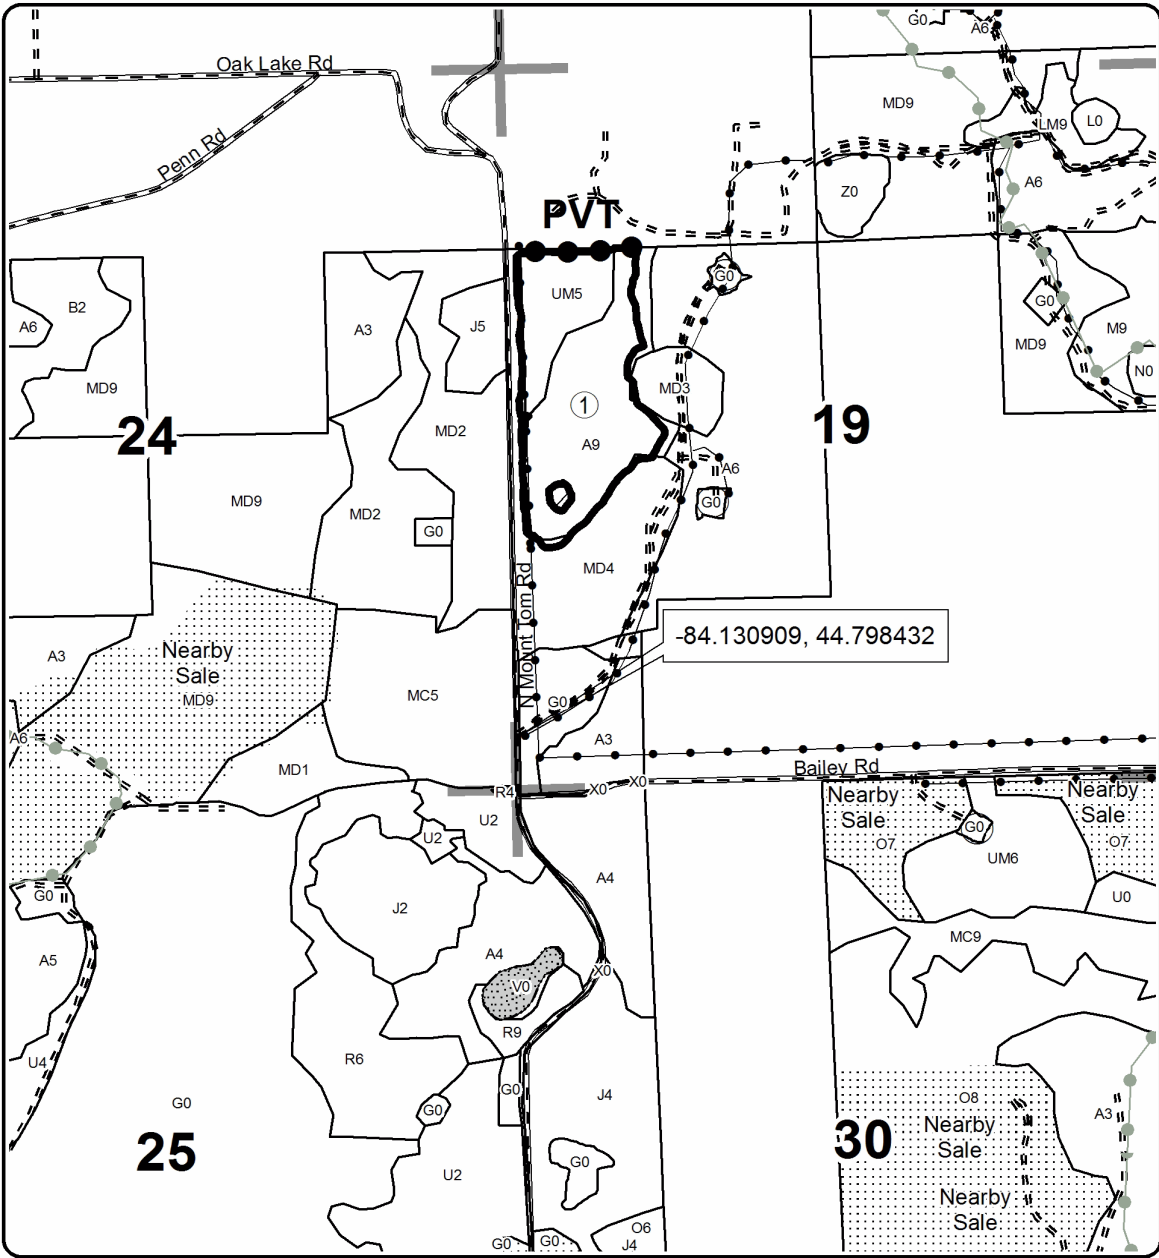 G0
A6
Oak Lake Rd
MD9
LM9
L0
Penn Rd
A6
Z0
PVT
G0
UM5
B2
A6
A3
J5
G0
M9
MD9
N0
MD9
MD3
1
19
24
MD2
A9
A6
MD9
MD2
G0
G0
MD4
N Mount Tom Rd
-84.130909, 44.798432
Nearby
Sale
MD9
A3
MC5
G0
A6
A3
MD1
Bailey Rd
R4
X0
X0
Nearby
Sale
O7
Nearby
Sale
O7
G0
U2
U2
UM6
A4
G0
J2
U0
MC9
A4
A5
X0
V0
R9
U4
R6
G0
J4
G0
G0
O8
A3
25
30
Nearby
Sale
G0
U2
Nearby
Sale
O6
J4
G0
G0